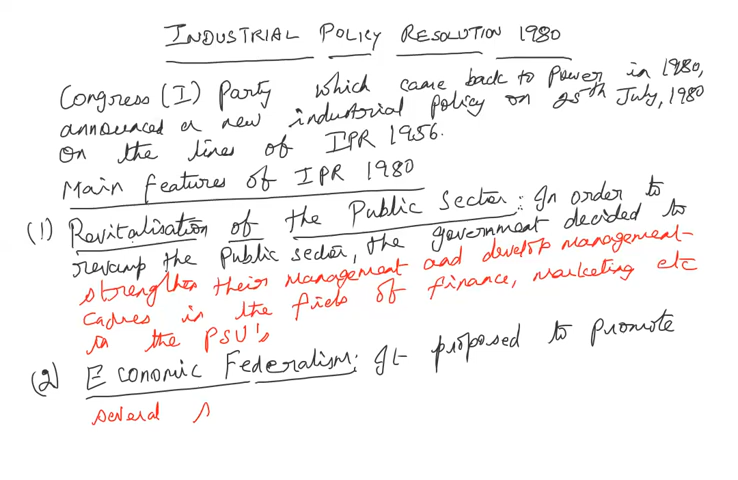 INDUSTRIAL POLICY RESOLUTION 1980
Congress (I) Party which came back to Power in 1980,
announced a new industrial policy on 25th July, 1980
on the lines of IPR 1956.
Main features of IPR 1980
(1) Revitalisation of the Public Sector: In order to
revamp the Public sector, the government decided to
strengthen their management and develop management
cadres in the fiels of finance, marketing etc
in the PSU's
(2) Economic Federalism: It proposed to promote
several s